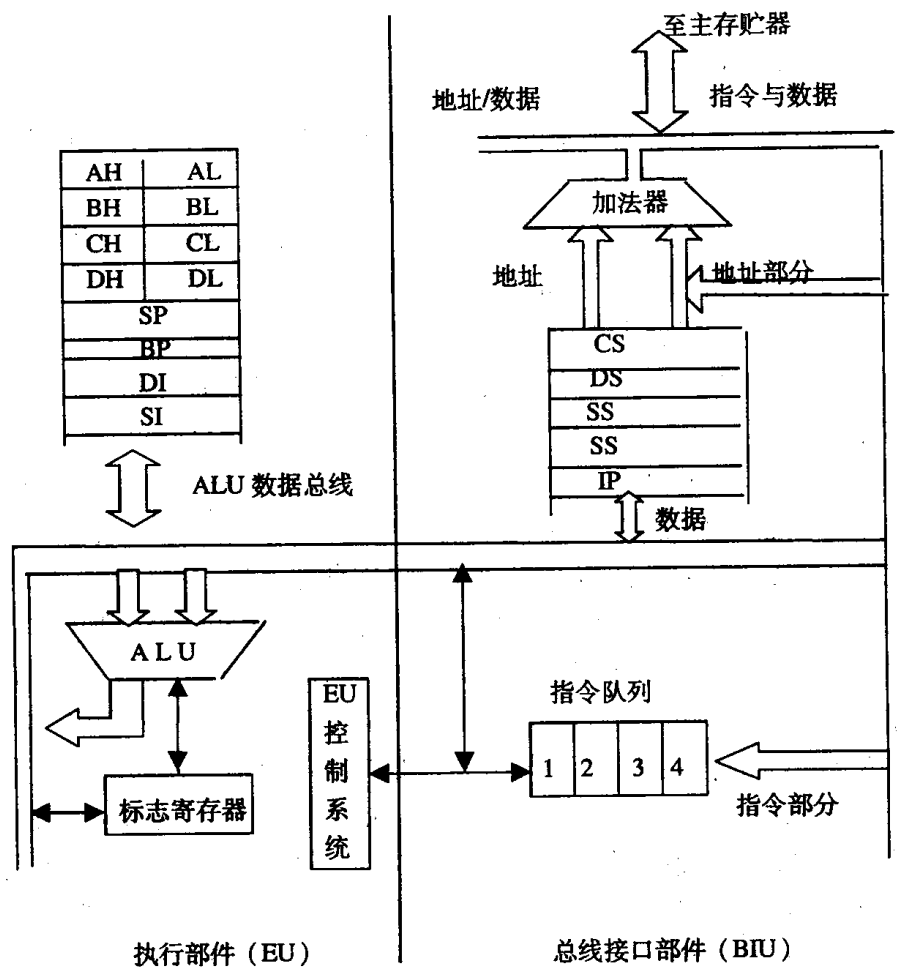 至主存贮器
地址/数据
指令与数据
AH AL
BH BL
CH CL
DH DL
SP
BP
DI
SI
ALU 数据总线
加法器
地址
地址部分
CS
DS
SS
SS
IP
数据
A L U
EU
控
制
系
统
标志寄存器
指令队列
1 2 3 4
指令部分
执行部件（EU）
总线接口部件（BIU）